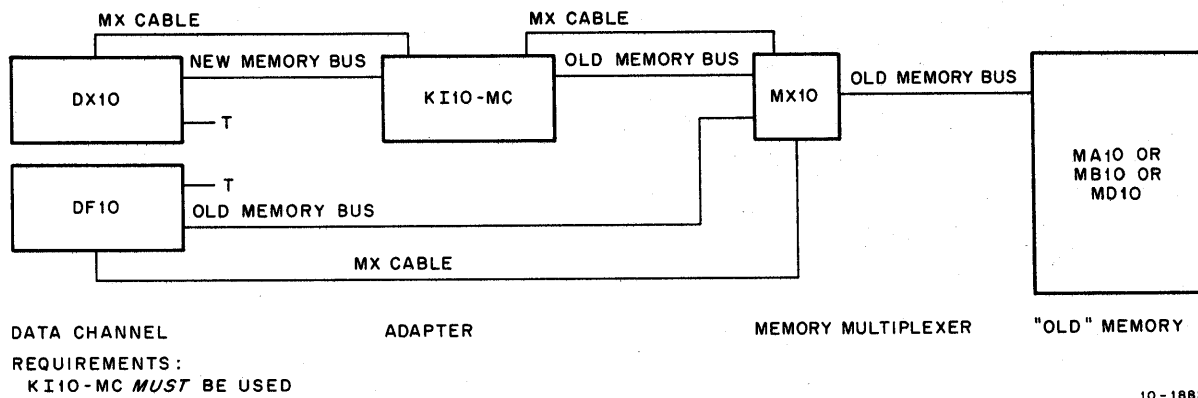 MX CABLE
MX CABLE
NEW MEMORY BUS
OLD MEMORY BUS
OLD MEMORY BUS
DX10
KI10-MC
MX10
T
MA10 OR
MB10 OR
MD10
T
DF10
OLD MEMORY BUS
MX CABLE
DATA CHANNEL
ADAPTER
MEMORY MULTIPLEXER
"OLD" MEMORY
REQUIREMENTS:
KI10-MC MUST BE USED